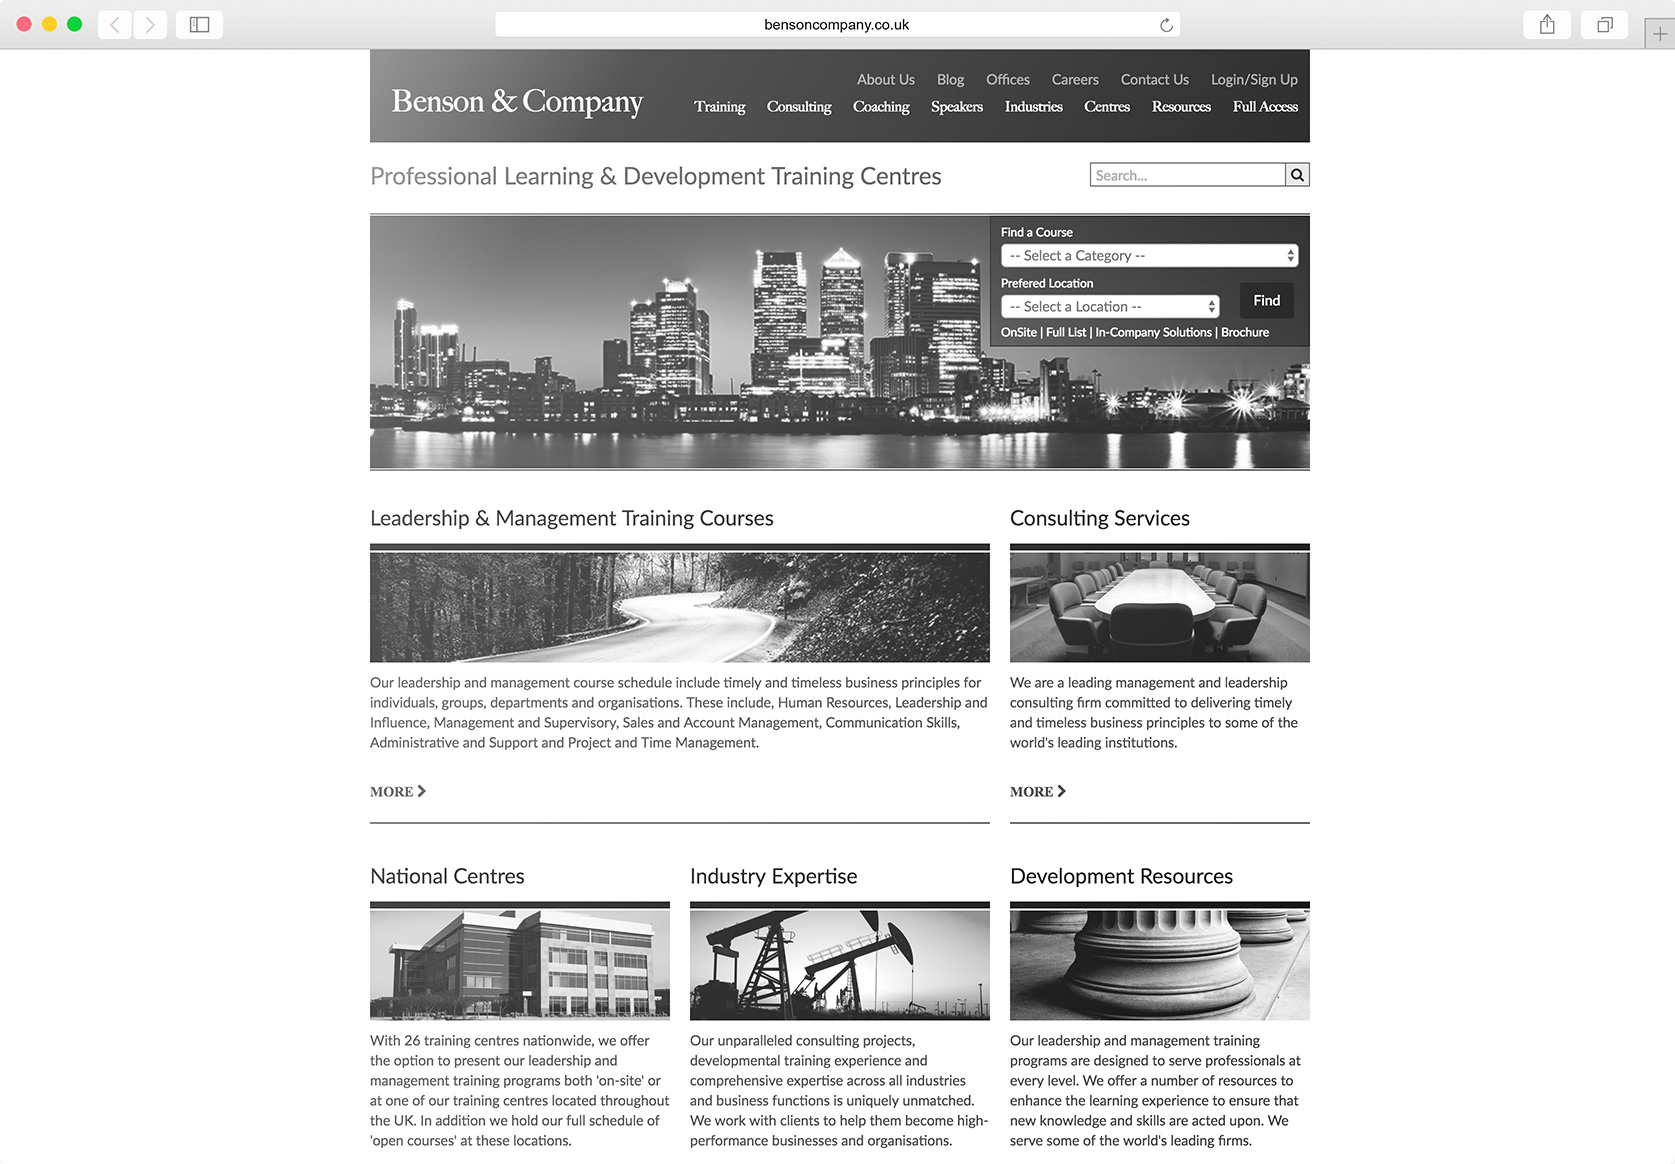 bensoncompany.co.uk
About Us Blog Offices Careers Contact Us Login/Sign Up
Benson & Company
Training Consulting Coaching Speakers Industries Centres Resources Full Access
Professional Learning & Development Training Centres
Search...
Find a Course
-- Select a Category --
Prefered Location
-- Select a Location --
Find
OnSite | Full List | In-Company Solutions | Brochure
Leadership & Management Training Courses
Our leadership and management course schedule include timely and timeless business principles for
individuals, groups, departments and organisations. These include, Human Resources, Leadership and
Influence, Management and Supervisory, Sales and Account Management, Communication Skills,
Administrative and Support and Project and Time Management.
MORE
Consulting Services
We are a leading management and leadership
consulting firm committed to delivering timely
and timeless business principles to some of the
world's leading institutions.
MORE
National Centres
With 26 training centres nationwide, we offer
the option to present our leadership and
management training programs both 'on-site' or
at one of our training centres located throughout
the UK. In addition we hold our full schedule of
'open courses' at these locations.
Industry Expertise
Our unparalleled consulting projects,
developmental training experience and
comprehensive expertise across all industries
and business functions is uniquely unmatched.
We work with clients to help them become high-
performance businesses and organisations.
Development Resources
Our leadership and management training
programs are designed to serve professionals at
every level. We offer a number of resources to
enhance the learning experience to ensure that
new knowledge and skills are acted upon. We
serve some of the world's leading firms.